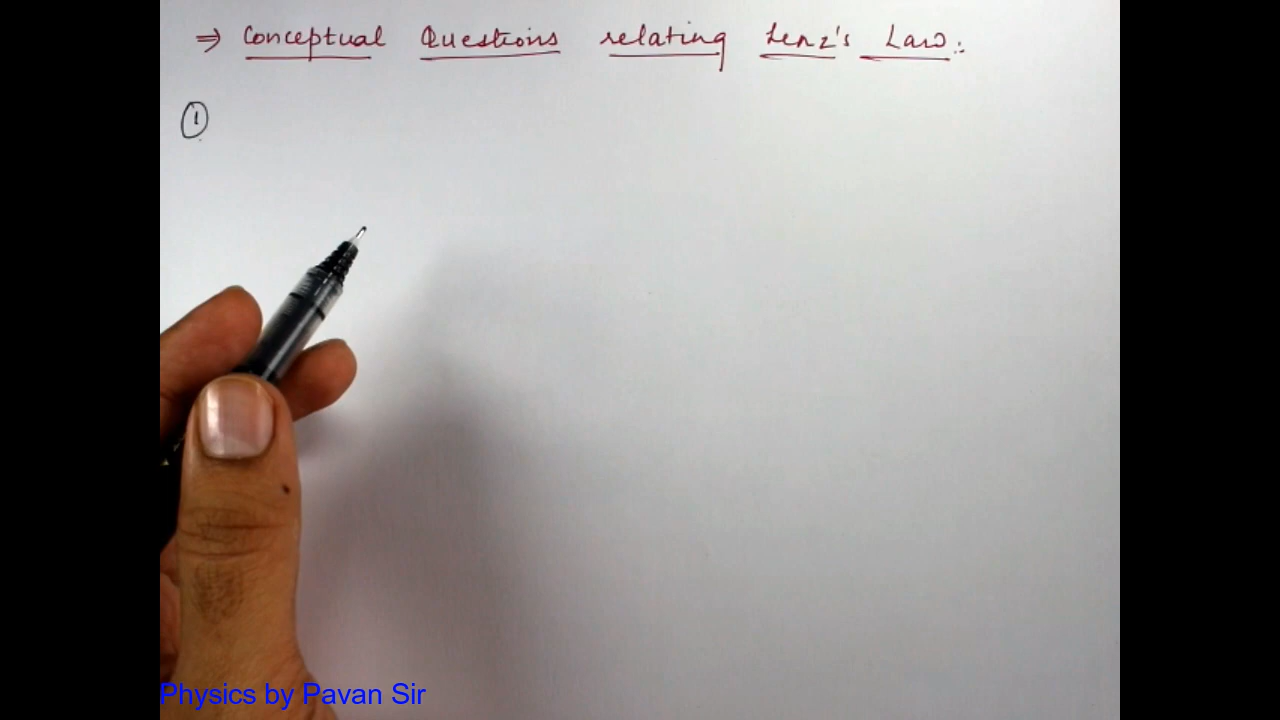 ⇒ Conceptual Questions relating Lenz's Law:
①
Physics by Pavan Sir